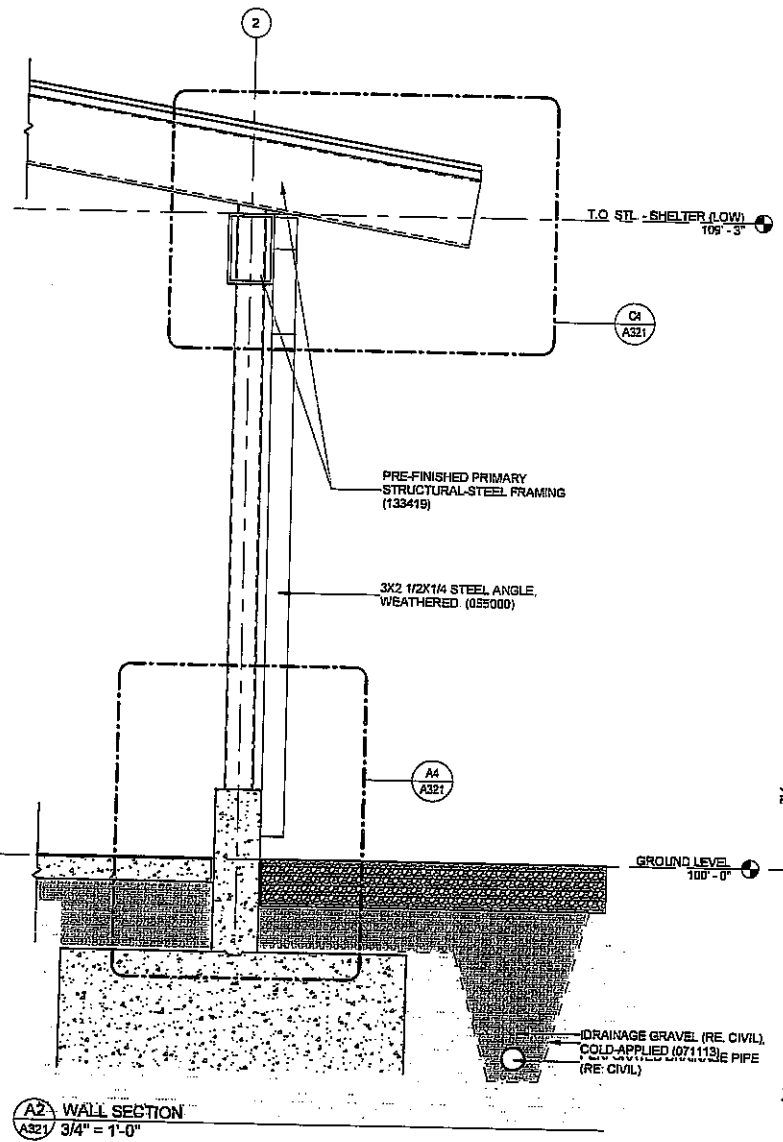 2
T.O. STL. - SHELTER (LOW)
109' - 3"
C4
A321
PRE-FINISHED PRIMARY
STRUCTURAL-STEEL FRAMING
(133419)
3X2 1/2X1/4 STEEL ANGLE,
WEATHERED. (055000)
A4
A321
GROUND LEVEL
100' - 0"
DRAINAGE GRAVEL (RE. CIVIL),
COLD-APPLIED (071113)
DRAINAGE PIPE
(RE: CIVIL)
A2 WALL SECTION
A321 3/4" = 1'-0"